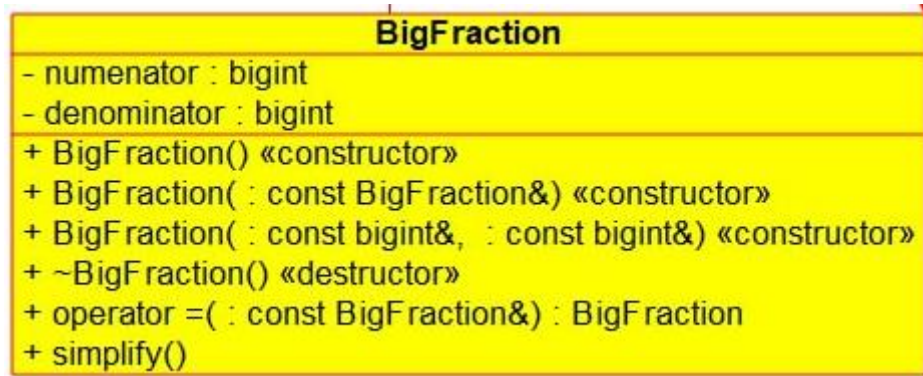 BigFraction
- numenator : bigint
- denominator : bigint
+ BigFraction() «constructor»
+ BigFraction( : const BigFraction&) «constructor»
+ BigFraction( : const bigint&, : const bigint&) «constructor»
+ ~BigFraction() «destructor»
+ operator =( : const BigFraction&) : BigFraction
+ simplify()